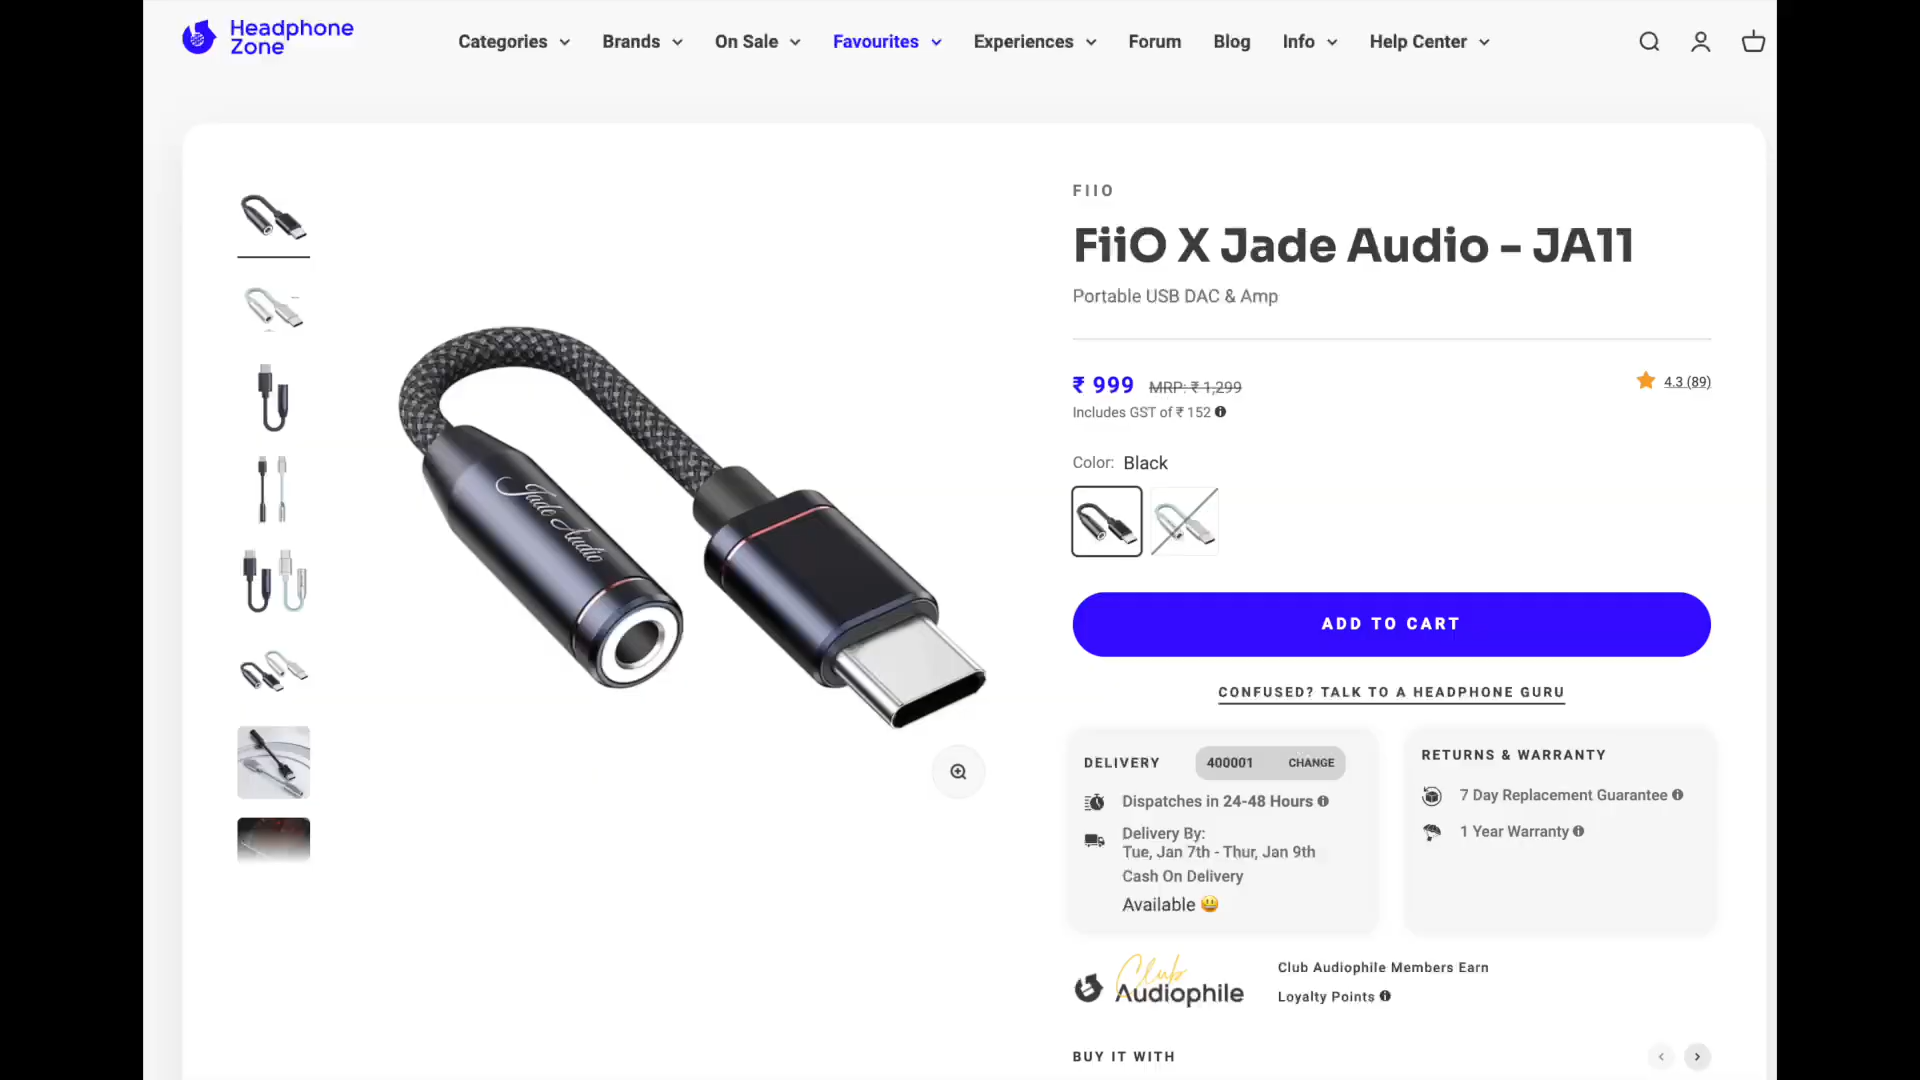 Headphone
Zone
Categories
Brands
On Sale
Favourites
Experiences
Forum
Blog
Info
Help Center
FIIO
FiiO X Jade Audio - JA11
Portable USB DAC & Amp
₹ 999 MRP: ₹ 1,299
4.3 (89)
Includes GST of ₹ 152
Color: Black
Jade Audio
ADD TO CART
CONFUSED? TALK TO A HEADPHONE GURU
DELIVERY
400001 CHANGE
Dispatches in 24-48 Hours
Delivery By:
Tue, Jan 7th - Thur, Jan 9th
Cash On Delivery
Available 😃
RETURNS & WARRANTY
7 Day Replacement Guarantee
1 Year Warranty
Club
Audiophile
Club Audiophile Members Earn
Loyalty Points
BUY IT WITH